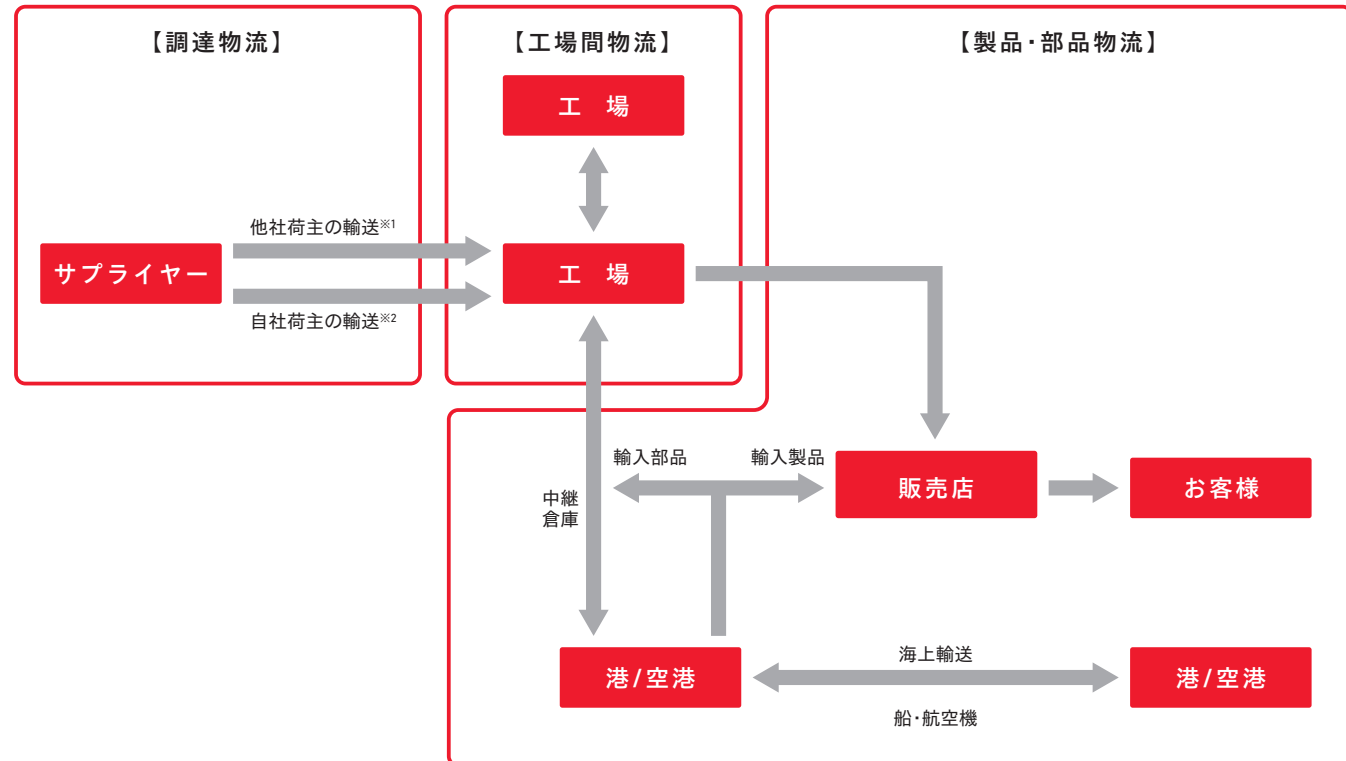 【調達物流】
【工場間物流】
【製品・部品物流】
工　場
他社荷主の輸送※1
サプライヤー
工　場
自社荷主の輸送※2
輸入部品
輸入製品
中継
倉庫
販売店
お客様
港/空港
海上輸送
船・航空機
港/空港